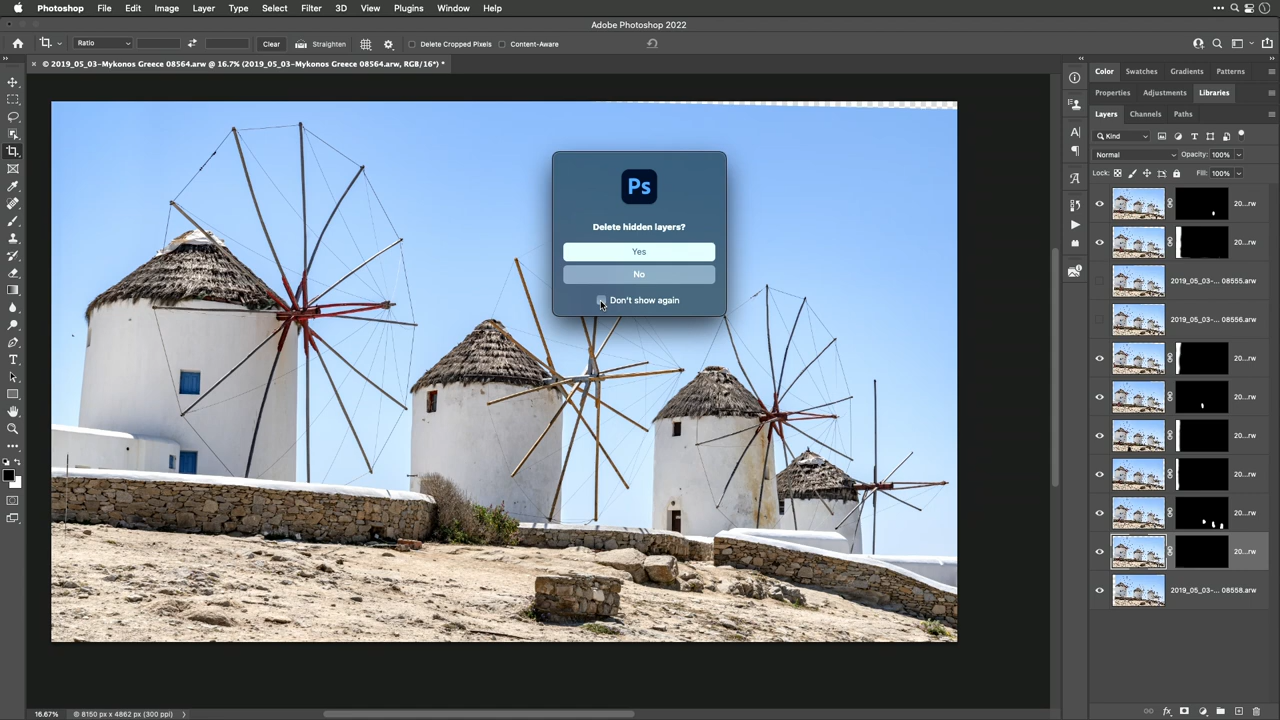 Photoshop File Edit Image Layer Type Select Filter 3D View Plugins Window Help
Adobe Photoshop 2022
Ratio Clear Straighten Delete Cropped Pixels Content-Aware
× © 2019_05_03-Mykonos Greece 08564.arw @ 16.7% (2019_05_03-Mykonos Greece 08564.arw, RGB/16*) *
Color Swatches Gradients Patterns
Properties Adjustments Libraries
Layers Channels Paths
Kind
Normal Opacity: 100%
Lock: Fill: 100%
20...rw
20...rw
2019_05_03-... 08555.arw
2019_05_03-... 08556.arw
20...rw
20...rw
20...rw
20...rw
20...rw
20...rw
2019_05_03-... 08558.arw
Ps
Delete hidden layers?
Yes
No
Don't show again
16.67% 8150 px x 4862 px (300 ppi)